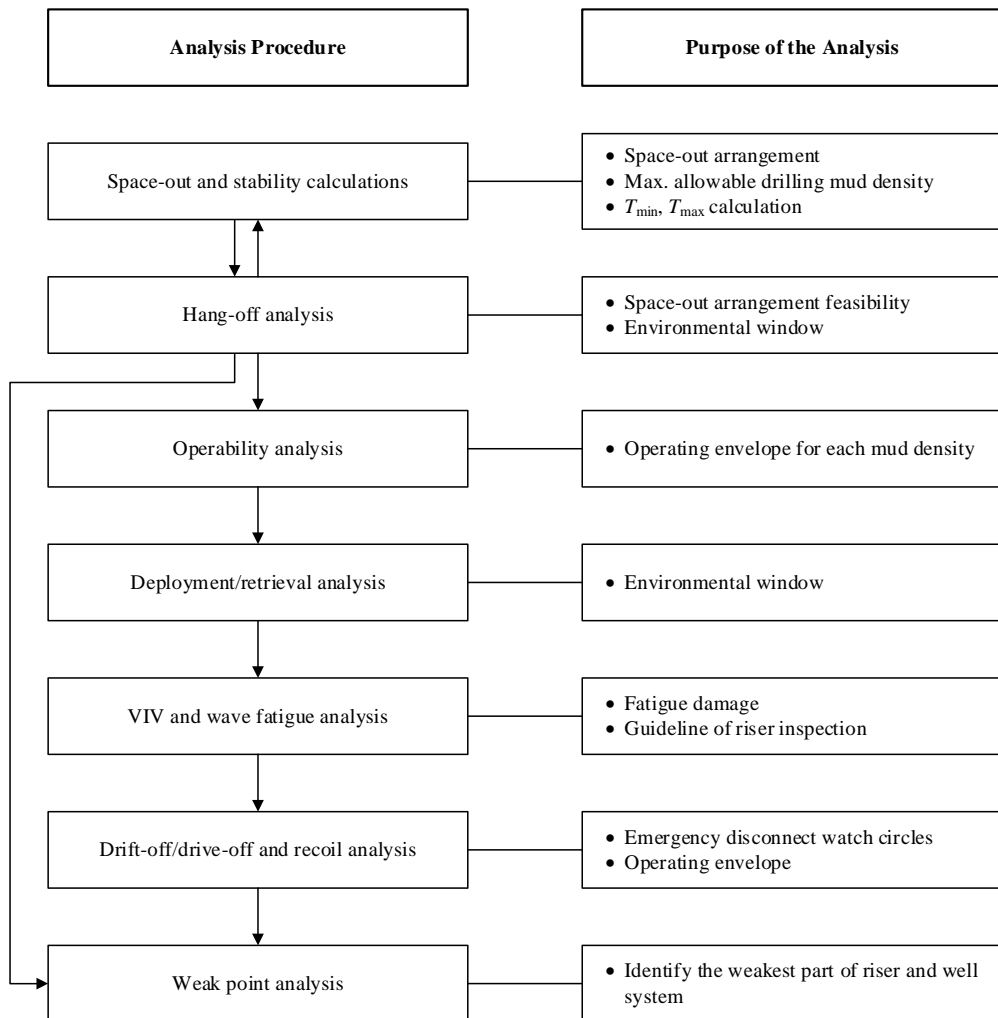 Analysis Procedure
Purpose of the Analysis
Space-out and stability calculations
• Space-out arrangement
• Max. allowable drilling mud density
• Tmin, Tmax calculation
Hang-off analysis
• Space-out arrangement feasibility
• Environmental window
Operability analysis
• Operating envelope for each mud density
Deployment/retrieval analysis
• Environmental window
VIV and wave fatigue analysis
• Fatigue damage
• Guideline of riser inspection
Drift-off/drive-off and recoil analysis
• Emergency disconnect watch circles
• Operating envelope
Weak point analysis
• Identify the weakest part of riser and well
system